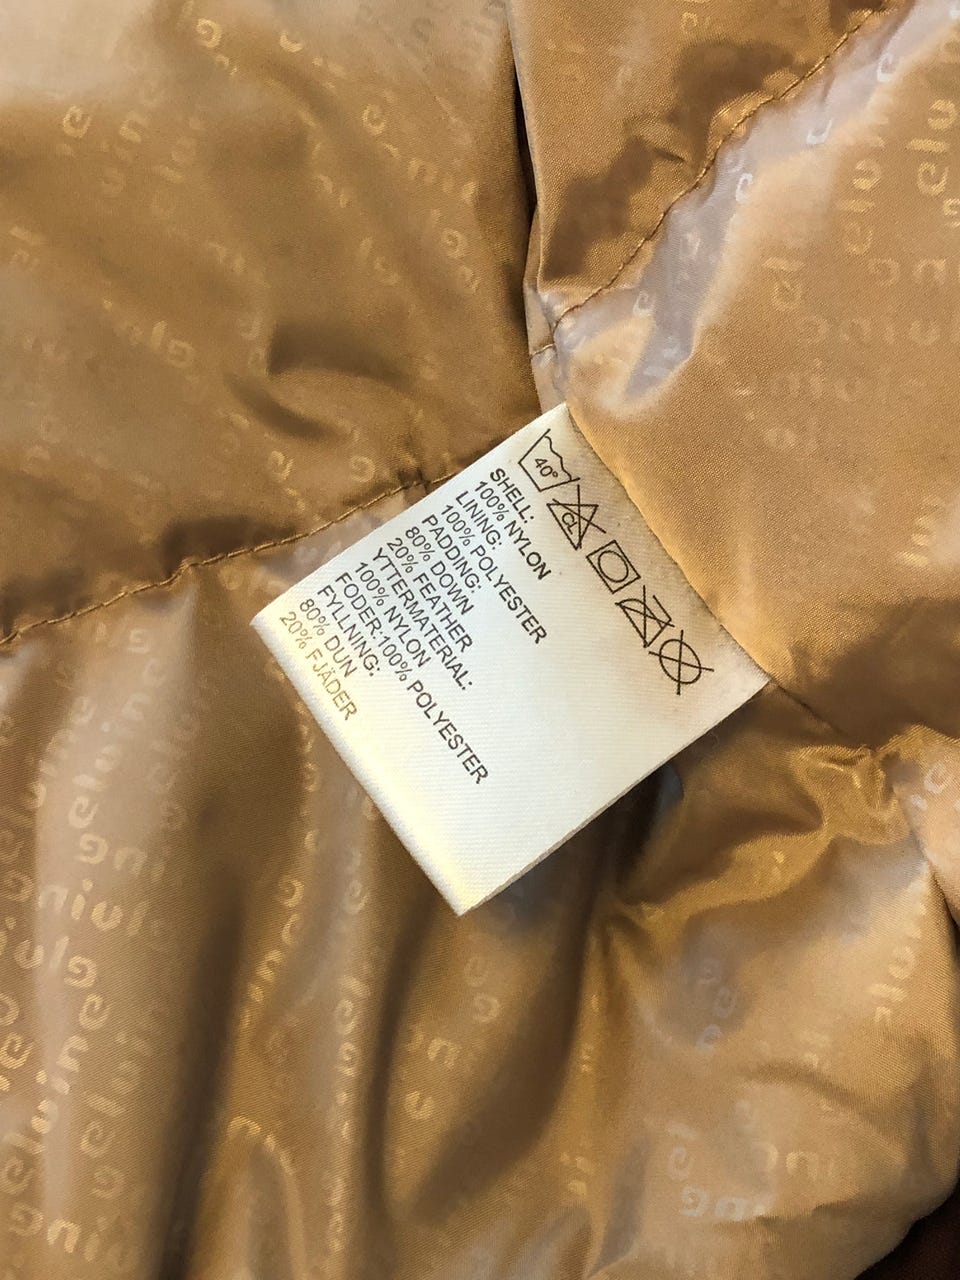 40°
CL
SHELL:
100% NYLON
LINING:
100% POLYESTER
PADDING:
80% DOWN
20% FEATHER
YTTERMATERIAL:
100% NYLON
FODER:100% POLYESTER
FYLLNING:
80% DUN
20% FJÄDER